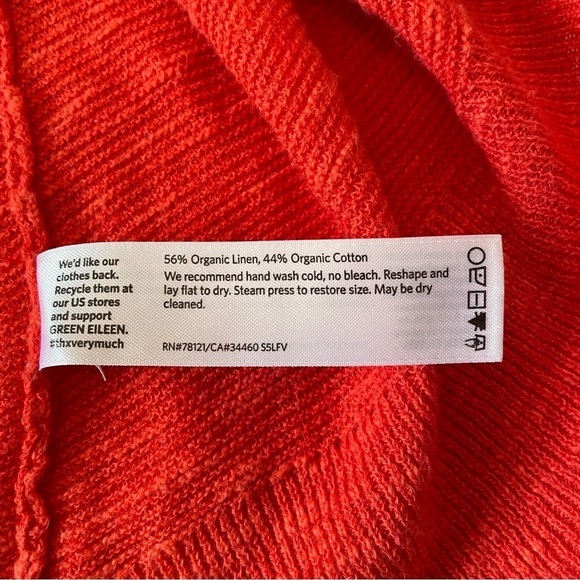 We'd like our
clothes back.
Recycle them at
our US stores
and support
GREEN EILEEN.
#thxverymuch
56% Organic Linen, 44% Organic Cotton
We recommend hand wash cold, no bleach. Reshape and
lay flat to dry. Steam press to restore size. May be dry
cleaned.
RN#78121/CA#34460 S5LFV